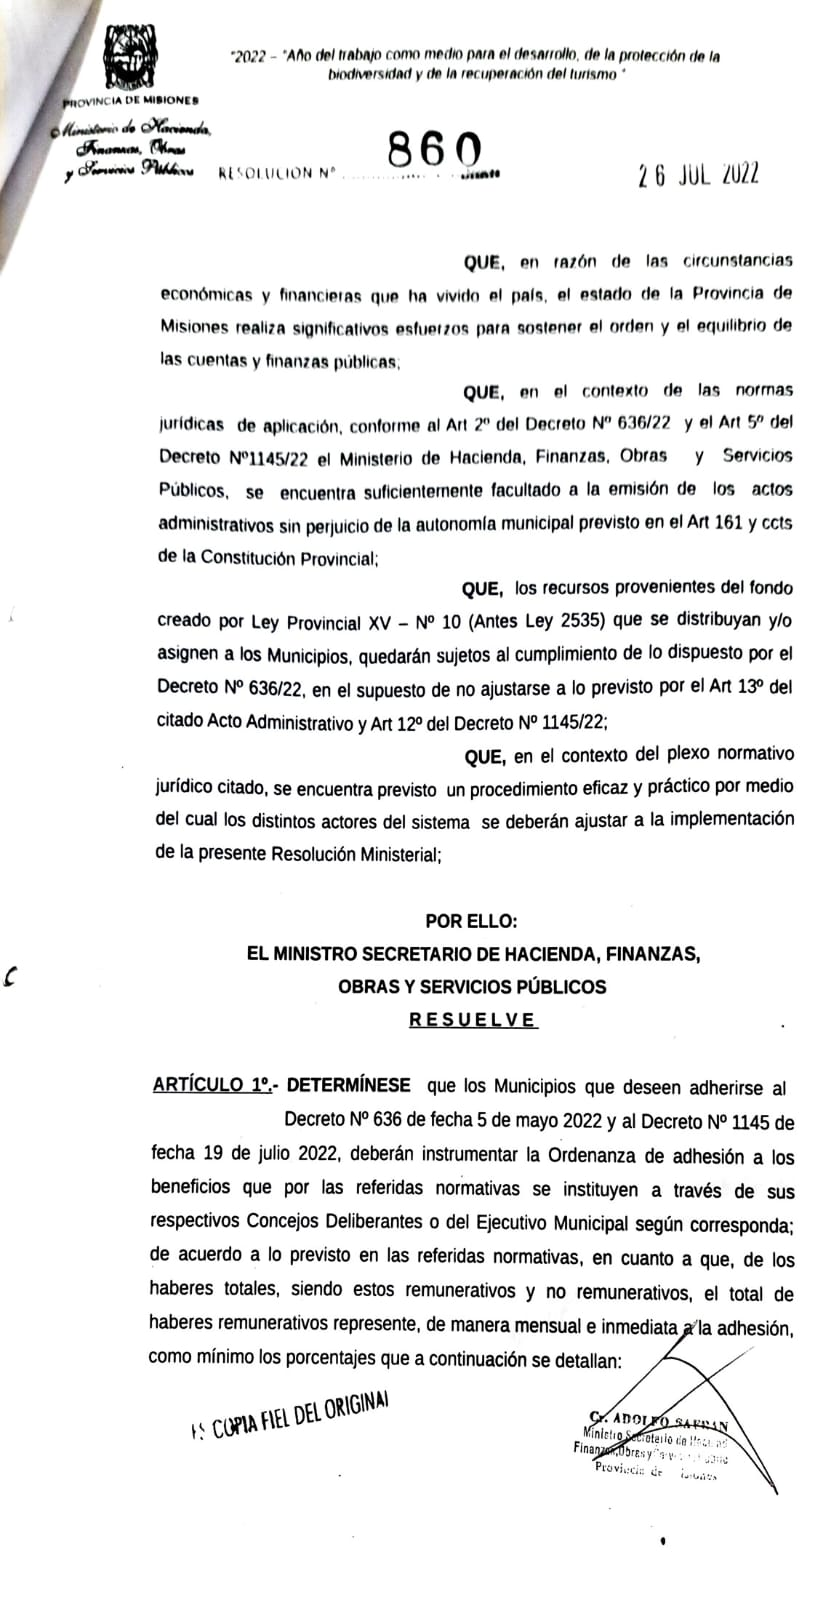 "2022 – "Año del trabajo como medio para el desarrollo, de la protección de la
biodiversidad y de la recuperación del turismo "
PROVINCIA DE MISIONES
Ministerio de Hacienda,
Finanzas, Obras
y Servicios Públicos
RESOLUCION Nº 860
26 JUL 2022
QUE, en razón de las circunstancias
económicas y financieras que ha vivido el país, el estado de la Provincia de
Misiones realiza significativos esfuerzos para sostener el orden y el equilibrio de
las cuentas y finanzas públicas;
QUE, en el contexto de las normas
jurídicas de aplicación, conforme al Art 2º del Decreto Nº 636/22 y el Art 5º del
Decreto Nº1145/22 el Ministerio de Hacienda, Finanzas, Obras y Servicios
Públicos, se encuentra suficientemente facultado a la emisión de los actos
administrativos sin perjuicio de la autonomía municipal previsto en el Art 161 y ccts
de la Constitución Provincial;
QUE, los recursos provenientes del fondo
creado por Ley Provincial XV – Nº 10 (Antes Ley 2535) que se distribuyan y/o
asignen a los Municipios, quedarán sujetos al cumplimiento de lo dispuesto por el
Decreto Nº 636/22, en el supuesto de no ajustarse a lo previsto por el Art 13º del
citado Acto Administrativo y Art 12º del Decreto Nº 1145/22;
QUE, en el contexto del plexo normativo
jurídico citado, se encuentra previsto un procedimiento eficaz y práctico por medio
del cual los distintos actores del sistema se deberán ajustar a la implementación
de la presente Resolución Ministerial;
POR ELLO:
EL MINISTRO SECRETARIO DE HACIENDA, FINANZAS,
OBRAS Y SERVICIOS PÚBLICOS
RESUELVE
ARTÍCULO 1º.- DETERMÍNESE que los Municipios que deseen adherirse al
Decreto Nº 636 de fecha 5 de mayo 2022 y al Decreto Nº 1145 de
fecha 19 de julio 2022, deberán instrumentar la Ordenanza de adhesión a los
beneficios que por las referidas normativas se instituyen a través de sus
respectivos Concejos Deliberantes o del Ejecutivo Municipal según corresponda;
de acuerdo a lo previsto en las referidas normativas, en cuanto a que, de los
haberes totales, siendo estos remunerativos y no remunerativos, el total de
haberes remunerativos represente, de manera mensual e inmediata a la adhesión,
como mínimo los porcentajes que a continuación se detallan:
ES COPIA FIEL DEL ORIGINAL
Cr. ADOLFO SAFRAN
Ministro Secretario de
Finanzas, Obras y
Provincia de